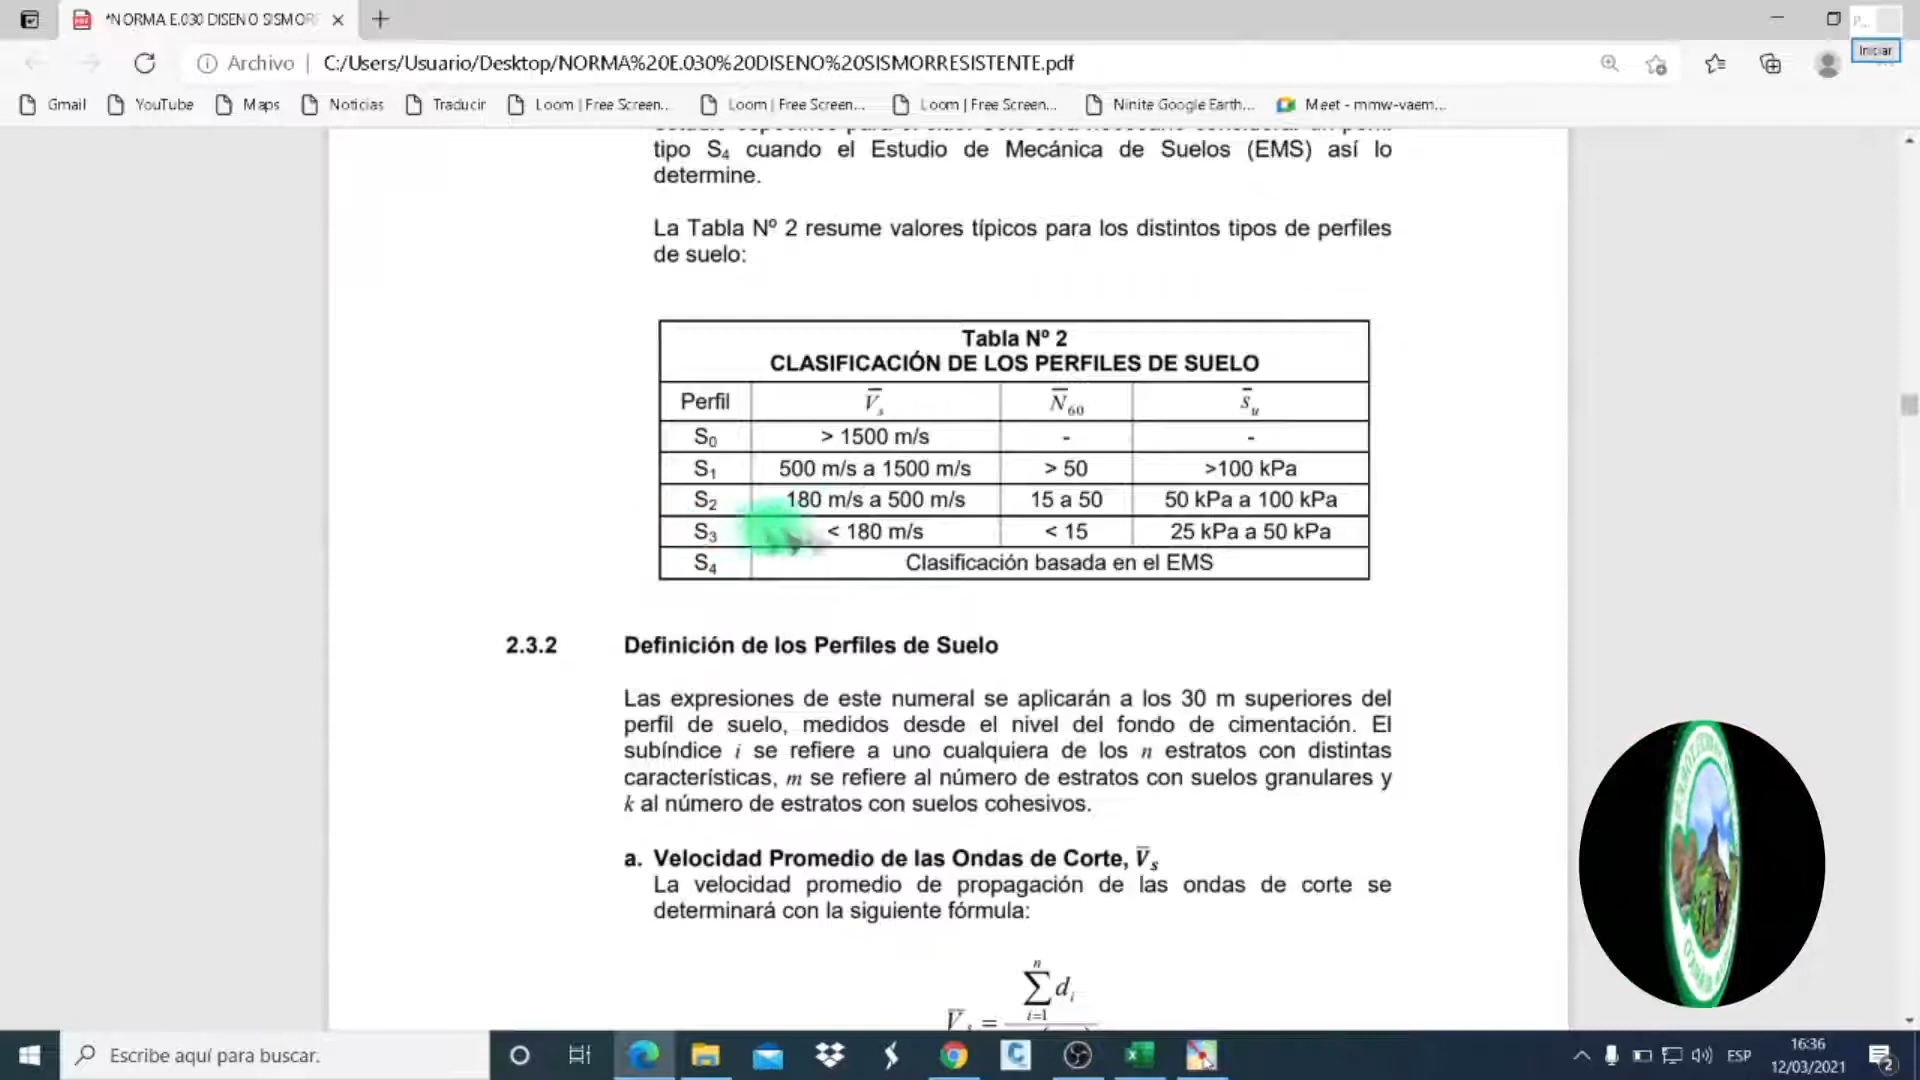 *NORMA E.030 DISENO SISMOR
Iniciar
Archivo | C:/Users/Usuario/Desktop/NORMA%20E.030%20DISENO%20SISMORRESISTENTE.pdf
Gmail YouTube Maps Noticias Traducir Loom | Free Screen... Loom | Free Screen... Loom | Free Screen... Ninite Google Earth... Meet - mmw-vaem...
tipo S₄ cuando el Estudio de Mecánica de Suelos (EMS) así lo
determine.
La Tabla Nº 2 resume valores típicos para los distintos tipos de perfiles
de suelo:
Tabla Nº 2
CLASIFICACIÓN DE LOS PERFILES DE SUELO
Perfil V̅s N̅60 s̅u
S₀ > 1500 m/s - -
S₁ 500 m/s a 1500 m/s > 50 >100 kPa
S₂ 180 m/s a 500 m/s 15 a 50 50 kPa a 100 kPa
S₃ < 180 m/s < 15 25 kPa a 50 kPa
S₄ Clasificación basada en el EMS
2.3.2 Definición de los Perfiles de Suelo
Las expresiones de este numeral se aplicarán a los 30 m superiores del
perfil de suelo, medidos desde el nivel del fondo de cimentación. El
subíndice i se refiere a uno cualquiera de los n estratos con distintas
características, m se refiere al número de estratos con suelos granulares y
k al número de estratos con suelos cohesivos.
a. Velocidad Promedio de las Ondas de Corte, V̅s
La velocidad promedio de propagación de las ondas de corte se
determinará con la siguiente fórmula:
n
∑ di
i=1
V̅s =
Escribe aquí para buscar.
ESP
16:36
12/03/2021
2